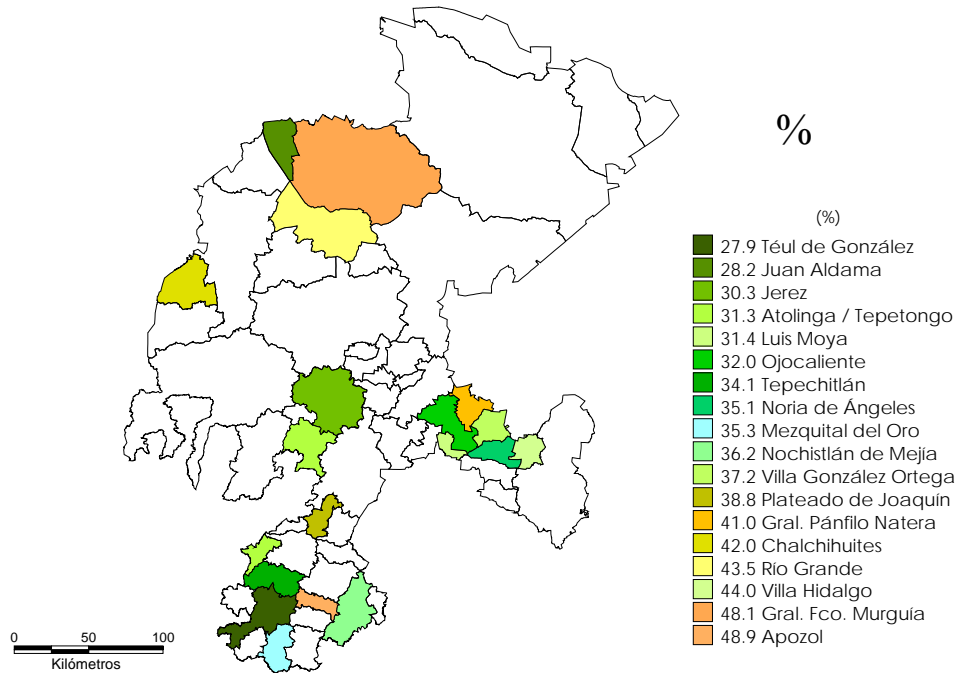 %
(%)
27.9 Téul de González
28.2 Juan Aldama
30.3 Jerez
31.3 Atolinga / Tepetongo
31.4 Luis Moya
32.0 Ojocaliente
34.1 Tepechitlán
35.1 Noria de Ángeles
35.3 Mezquital del Oro
36.2 Nochistlán de Mejía
37.2 Villa González Ortega
38.8 Plateado de Joaquín
41.0 Gral. Pánfilo Natera
42.0 Chalchihuites
43.5 Río Grande
44.0 Villa Hidalgo
48.1 Gral. Fco. Murguía
48.9 Apozol
0 50 100
Kilómetros